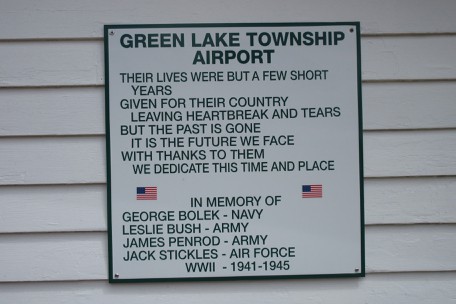 GREEN LAKE TOWNSHIP
AIRPORT
THEIR LIVES WERE BUT A FEW SHORT
YEARS
GIVEN FOR THEIR COUNTRY
LEAVING HEARTBREAK AND TEARS
BUT THE PAST IS GONE
IT IS THE FUTURE WE FACE
WITH THANKS TO THEM
WE DEDICATE THIS TIME AND PLACE
IN MEMORY OF
GEORGE BOLEK - NAVY
LESLIE BUSH - ARMY
JAMES PENROD - ARMY
JACK STICKLES - AIR FORCE
WWII - 1941-1945